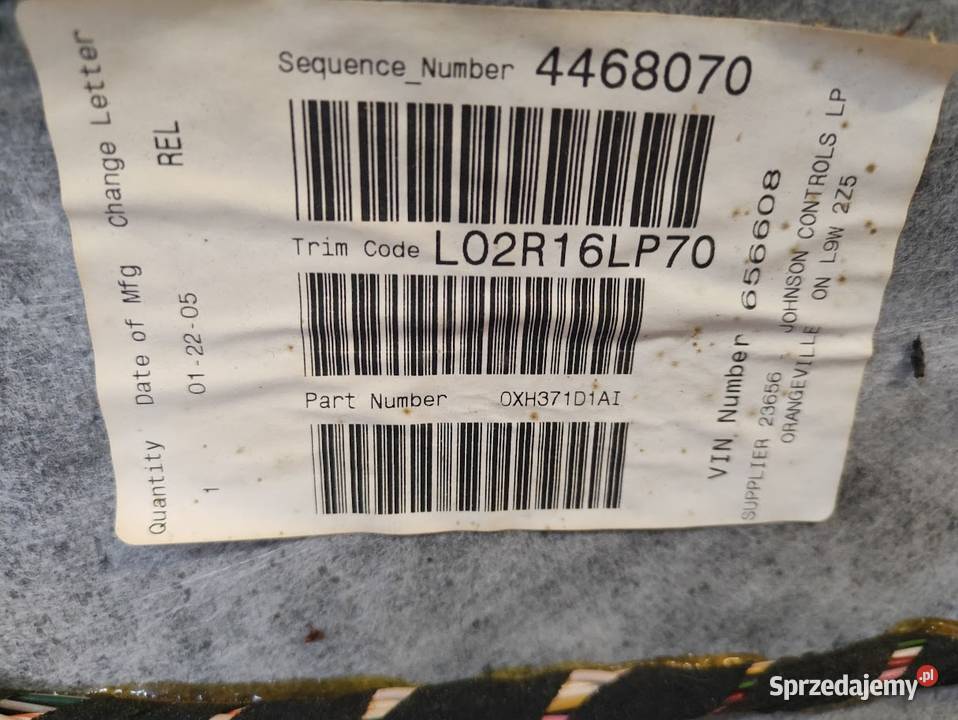 Sequence_Number 4468070
Trim Code L02R16LP70
Part Number 0XH371D1AI
Change Letter REL
Date of Mfg 01-22-05
Quantity 1
VIN Number 656608
SUPPLIER 23656 JOHNSON CONTROLS LP
ORANGEVILLE ON L9W 2Z5
Sprzedajemy.pl